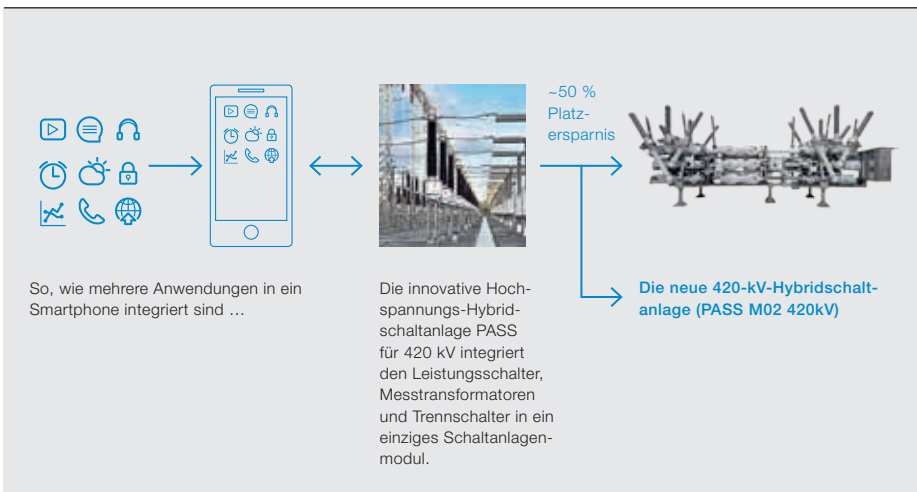 ~50 %
Platz-
ersparnis
So, wie mehrere Anwendungen in ein
Smartphone integriert sind …
Die innovative Hoch-
spannungs-Hybrid-
schaltanlage PASS
für 420 kV integriert
den Leistungsschalter,
Messtransformatoren
und Trennschalter in ein
einziges Schaltanlagen-
modul.
Die neue 420-kV-Hybridschalt-
anlage (PASS M02 420kV)